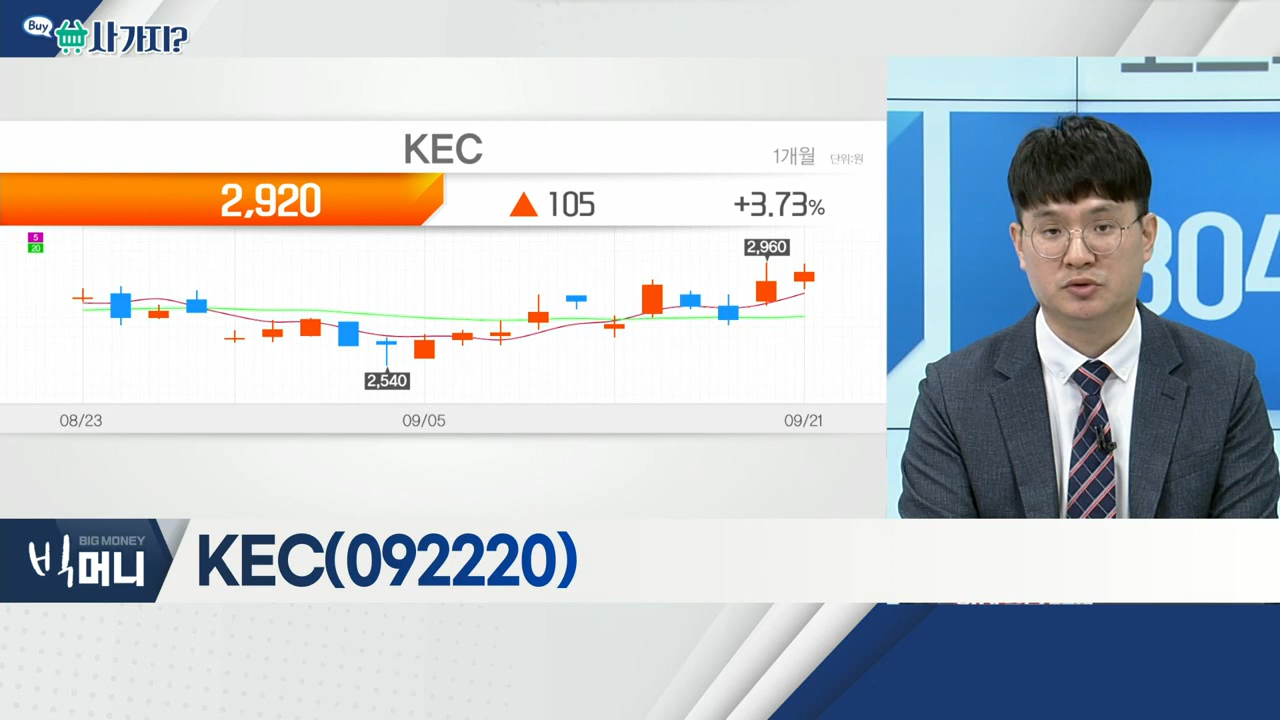 Buy
사가지?
KEC
1개월 단위:원
2,920
▲ 105
+3.73%
5
20
2,960
2,540
08/23
09/05
09/21
304
빅머니
BIG MONEY
KEC(092220)